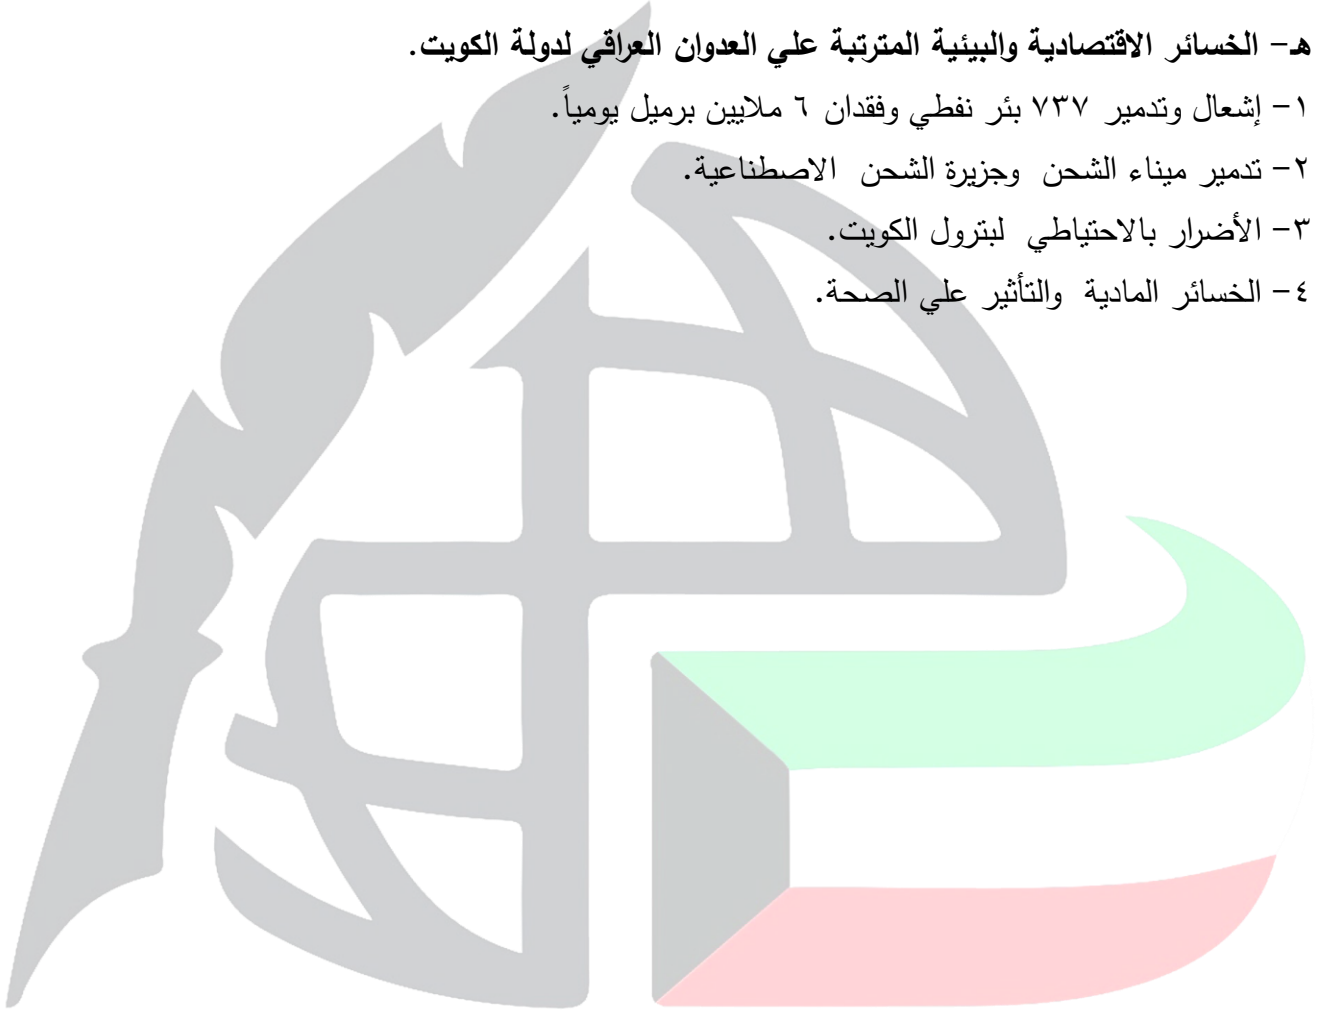 هـ- الخسائر الاقتصادية والبيئية المترتبة علي العدوان العراقي لدولة الكويت.
١- إشعال وتدمير ٧٣٧ بئر نفطي وفقدان ٦ ملايين برميل يومياً.
٢- تدمير ميناء الشحن وجزيرة الشحن الاصطناعية.
٣- الأضرار بالاحتياطي لبترول الكويت.
٤- الخسائر المادية والتأثير علي الصحة.